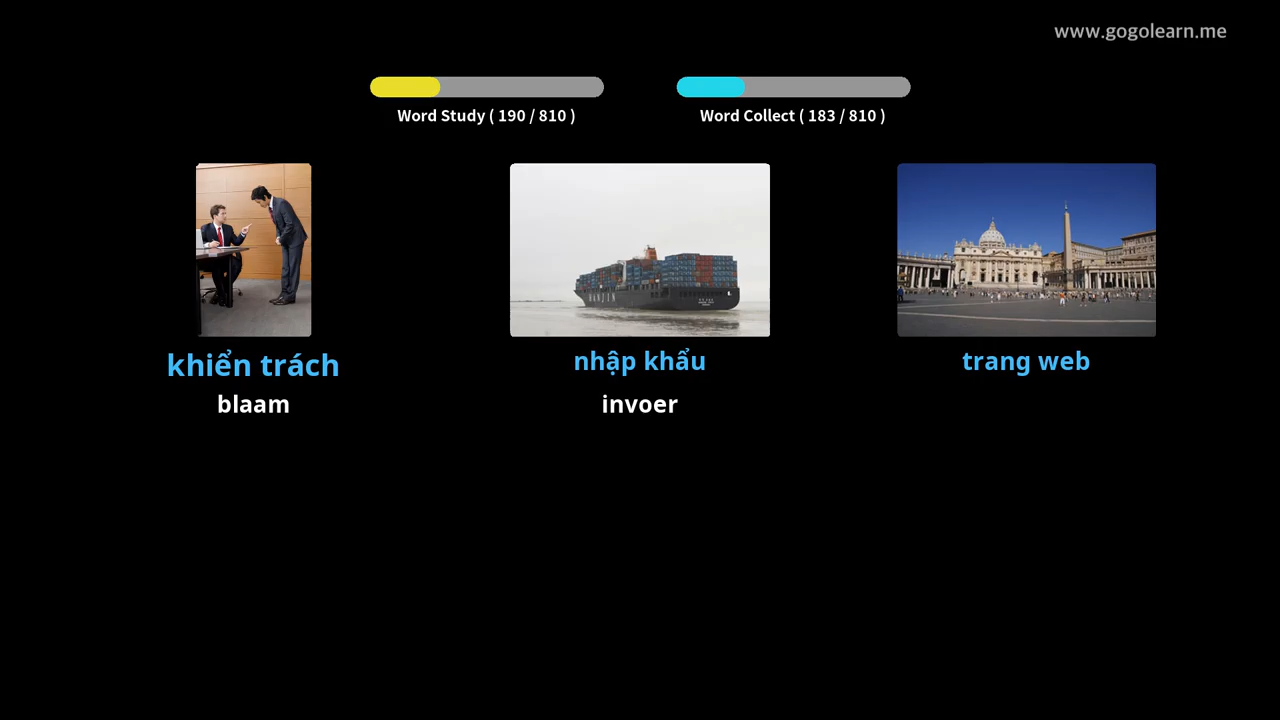 www.gogolearn.me
Word Study ( 190 / 810 )
Word Collect ( 183 / 810 )
khiển trách
nhập khẩu
trang web
blaam
invoer